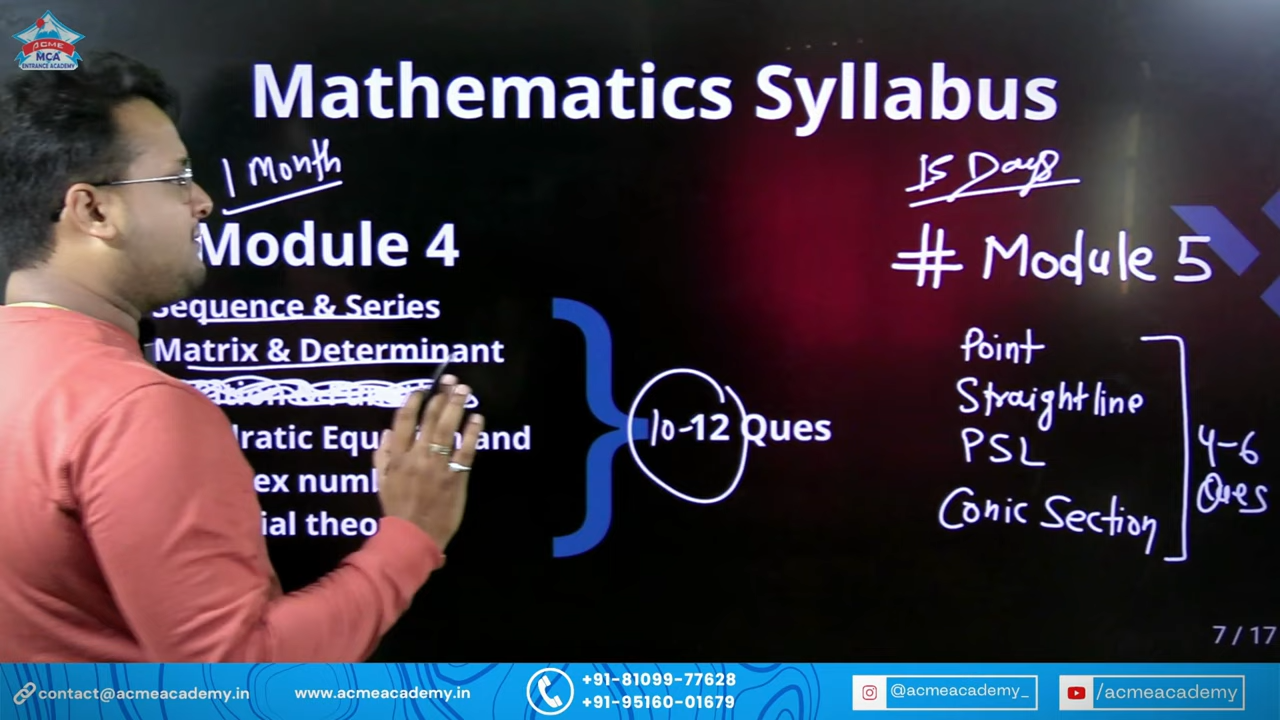 ACME
MCA
ENTRANCE ACADEMY
Mathematics Syllabus
1 Month
Module 4
Sequence & Series
Matrix & Determinant
and
15 Days
# Module 5
Point
Straight line
PSL
Conic Section
4-6
Ques
10-12 Ques
7 / 17
contact@acmeacademy.in
www.acmeacademy.in
+91-81099-77628
+91-95160-01679
@acmeacademy_
/acmeacademy